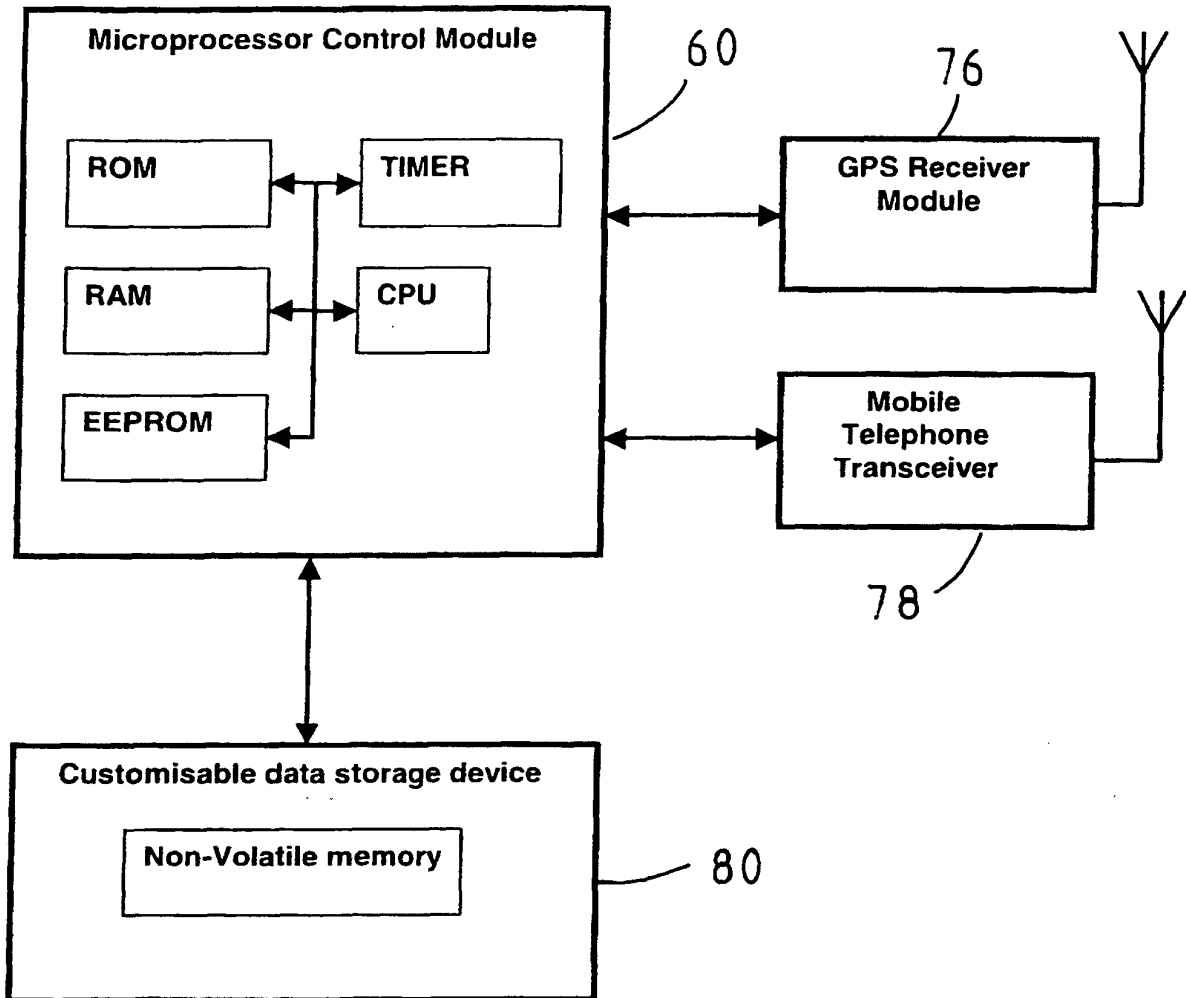 Microprocessor Control Module
60
76
ROM
TIMER
GPS Receiver
Module
RAM
CPU
EEPROM
Mobile
Telephone
Transceiver
78
Customisable data storage device
Non-Volatile memory
80